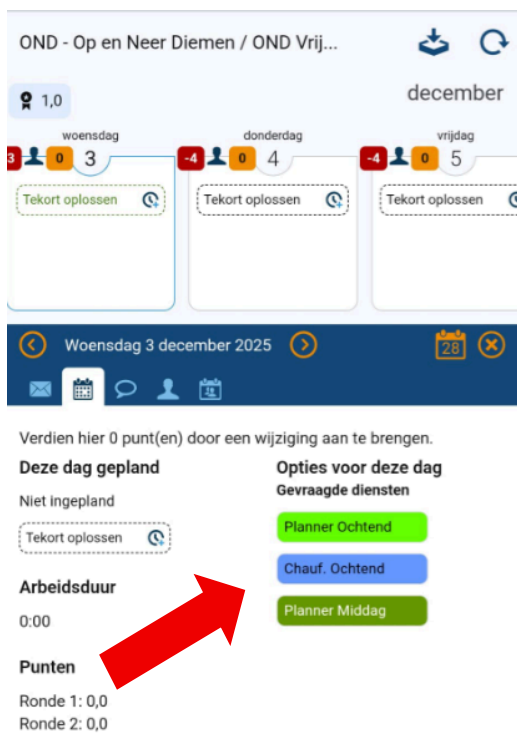 OND - Op en Neer Diemen / OND Vrij...
1,0
december
woensdag donderdag vrijdag
3 0 3 -4 0 4 -4 0 5
Tekort oplossen Tekort oplossen Tekort oplossen
Woensdag 3 december 2025 28
Verdien hier 0 punt(en) door een wijziging aan te brengen.
Deze dag gepland
Niet ingepland
Tekort oplossen
Arbeidsduur
0:00
Punten
Ronde 1: 0,0
Ronde 2: 0,0
Opties voor deze dag
Gevraagde diensten
Planner Ochtend
Chauf. Ochtend
Planner Middag